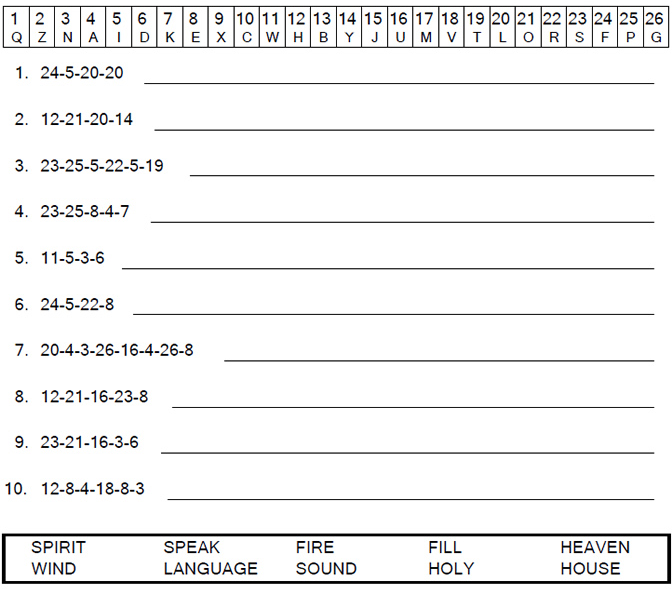 1 2 3 4 5 6 7 8 9 10 11 12 13 14 15 16 17 18 19 20 21 22 23 24 25 26
Q Z N A I D K E X C W H B Y J U M V T L O R S F P G
1. 24-5-20-20
2. 12-21-20-14
3. 23-25-5-22-5-19
4. 23-25-8-4-7
5. 11-5-3-6
6. 24-5-22-8
7. 20-4-3-26-16-4-26-8
8. 12-21-16-23-8
9. 23-21-16-3-6
10. 12-8-4-18-8-3
SPIRIT SPEAK FIRE FILL HEAVEN
WIND LANGUAGE SOUND HOLY HOUSE